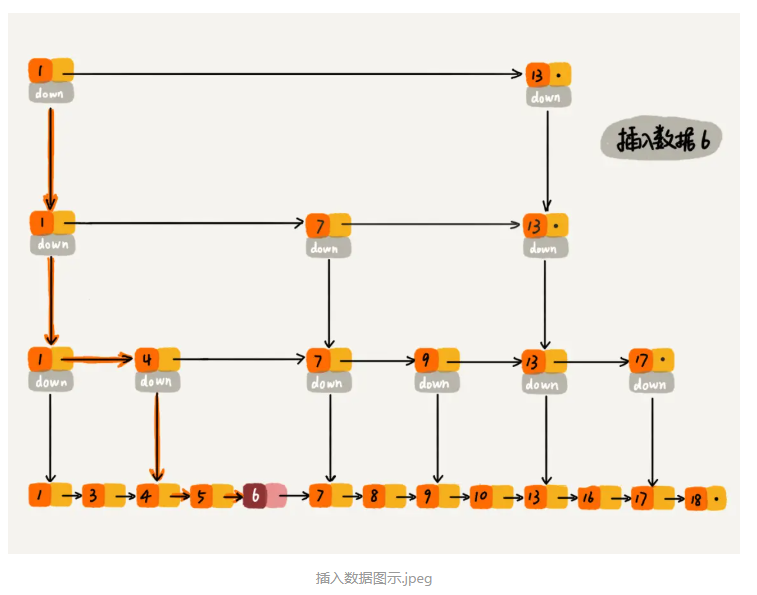 1 13
down down
插入数据6
1 7 13
down down down
1 4 7 9 13 17
down down down down down down
1 3 4 5 6 7 8 9 10 13 16 17 18
插入数据图示.jpeg